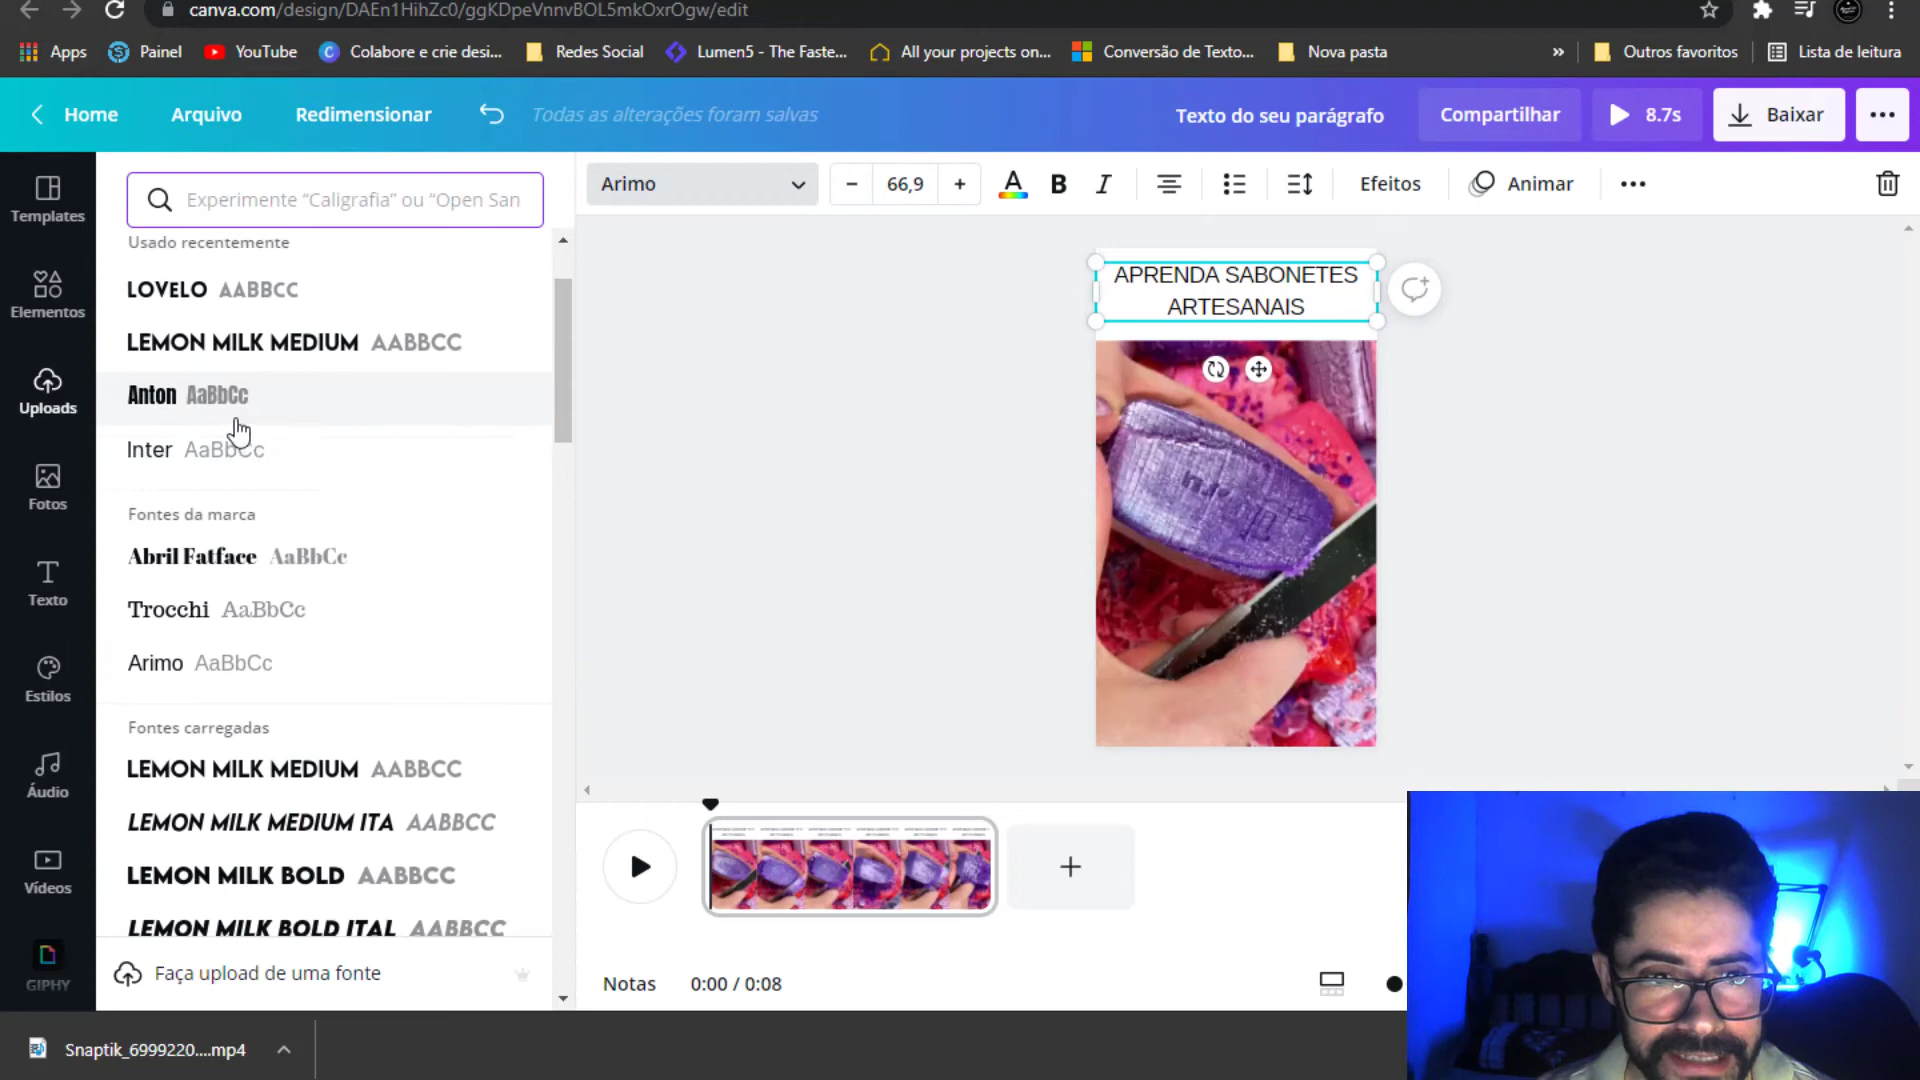 canva.com/design/DAEn1HihZc0/ggKDpeVnnvBOL5mkOxrOgw/edit
Apps Painel YouTube Colabore e crie desi... Redes Social Lumen5 - The Faste... All your projects on... Conversão de Texto... Nova pasta » Outros favoritos Lista de leitura
Home Arquivo Redimensionar Todas as alterações foram salvas Texto do seu parágrafo Compartilhar 8.7s Baixar
Templates
Elementos
Uploads
Fotos
Texto
Estilos
Áudio
Vídeos
GIPHY
Experimente “Caligrafia” ou “Open San
Usado recentemente
LOVELO AABBCC
LEMON MILK MEDIUM AABBCC
Anton AaBbCc
Inter AaBbCc
Fontes da marca
Abril Fatface AaBbCc
Trocchi AaBbCc
Arimo AaBbCc
Fontes carregadas
LEMON MILK MEDIUM AABBCC
LEMON MILK MEDIUM ITA AABBCC
LEMON MILK BOLD AABBCC
LEMON MILK BOLD ITAL AABBCC
Faça upload de uma fonte
Arimo 66,9 A B I Efeitos Animar
APRENDA SABONETES
ARTESANAIS
Notas 0:00 / 0:08
Snaptik_6999220....mp4